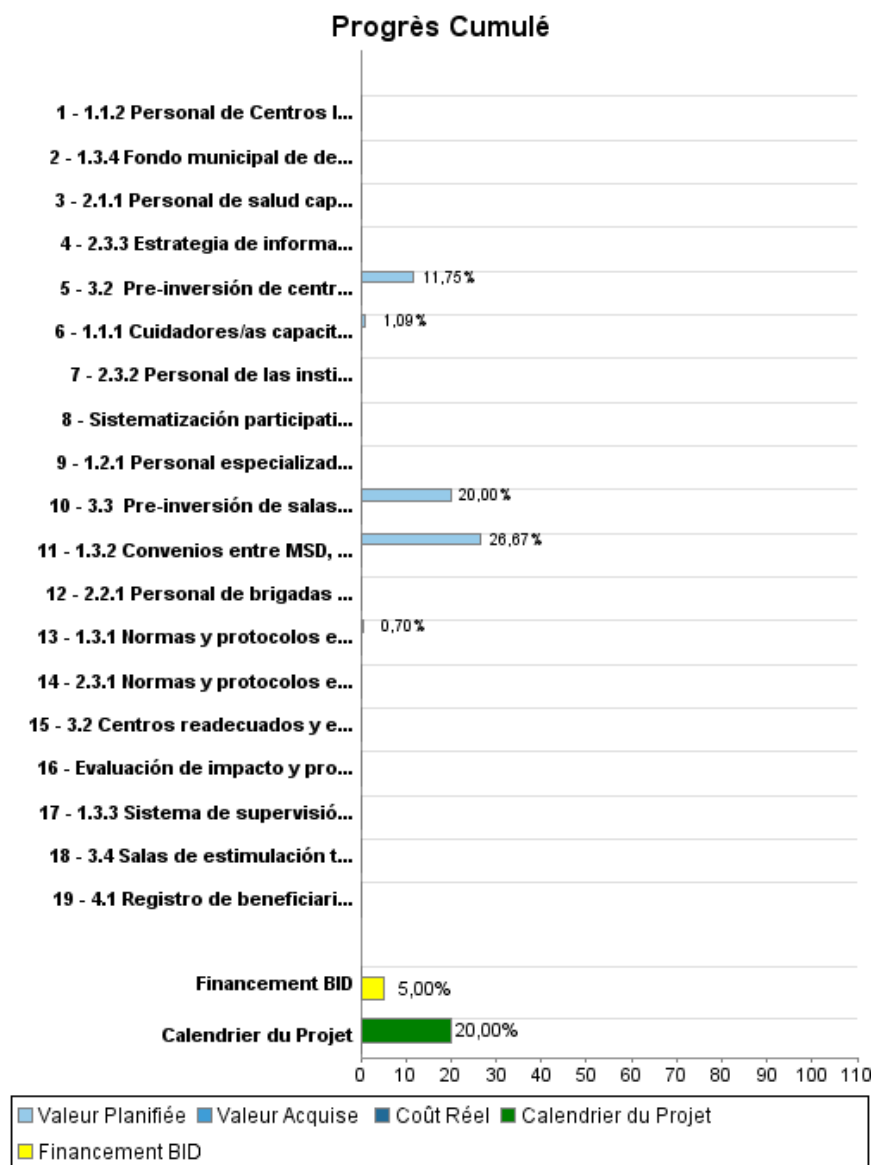 Progrès Cumulé
1 - 1.1.2 Personal de Centros I...
2 - 1.3.4 Fondo municipal de de...
3 - 2.1.1 Personal de salud cap...
4 - 2.3.3 Estrategia de informa...
5 - 3.2  Pre-inversión de centr... 11,75%
6 - 1.1.1 Cuidadores/as capacit... 1,09%
7 - 2.3.2 Personal de las insti...
8 - Sistematización participati...
9 - 1.2.1 Personal especializad...
10 - 3.3  Pre-inversión de salas... 20,00%
11 - 1.3.2 Convenios entre MSD, ... 26,67%
12 - 2.2.1 Personal de brigadas ...
13 - 1.3.1 Normas y protocolos e... 0,70%
14 - 2.3.1 Normas y protocolos e...
15 - 3.2 Centros readecuados y e...
16 - Evaluación de impacto y pro...
17 - 1.3.3 Sistema de supervisió...
18 - 3.4 Salas de estimulación t...
19 - 4.1 Registro de beneficiari...
Financement BID 5,00%
Calendrier du Projet 20,00%
0 10 20 30 40 50 60 70 80 90 100 110
Valeur Planifiée Valeur Acquise Coût Réel Calendrier du Projet
Financement BID